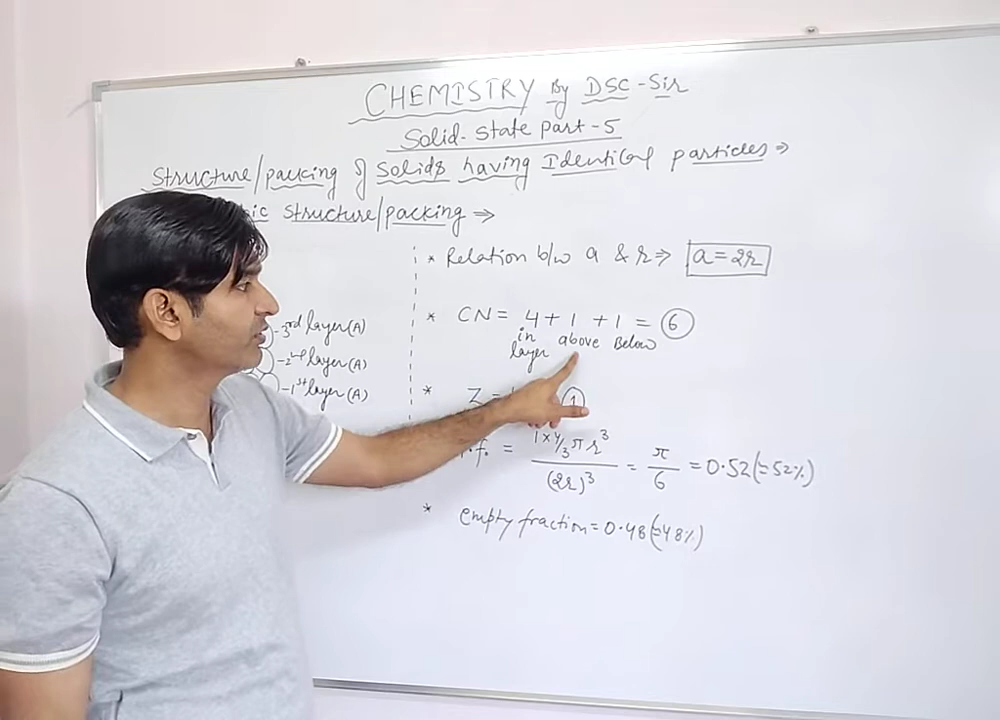 CHEMISTRY By DSC-Sir
Solid-State Part-5
Structure/packing of Solids having Identical particles ⇒
structure/packing ⇒
* Relation b/w a & r ⇒ a=2r
* CN = 4+1+1 = 6
in layer above Below
-3rd layer(A)
-2nd layer(A)
-1st layer(A)
* Z = 1
.f. = 1×4/3πr³/(2r)³ = π/6 = 0.52(=52%)
* empty fraction=0.48(=48%)